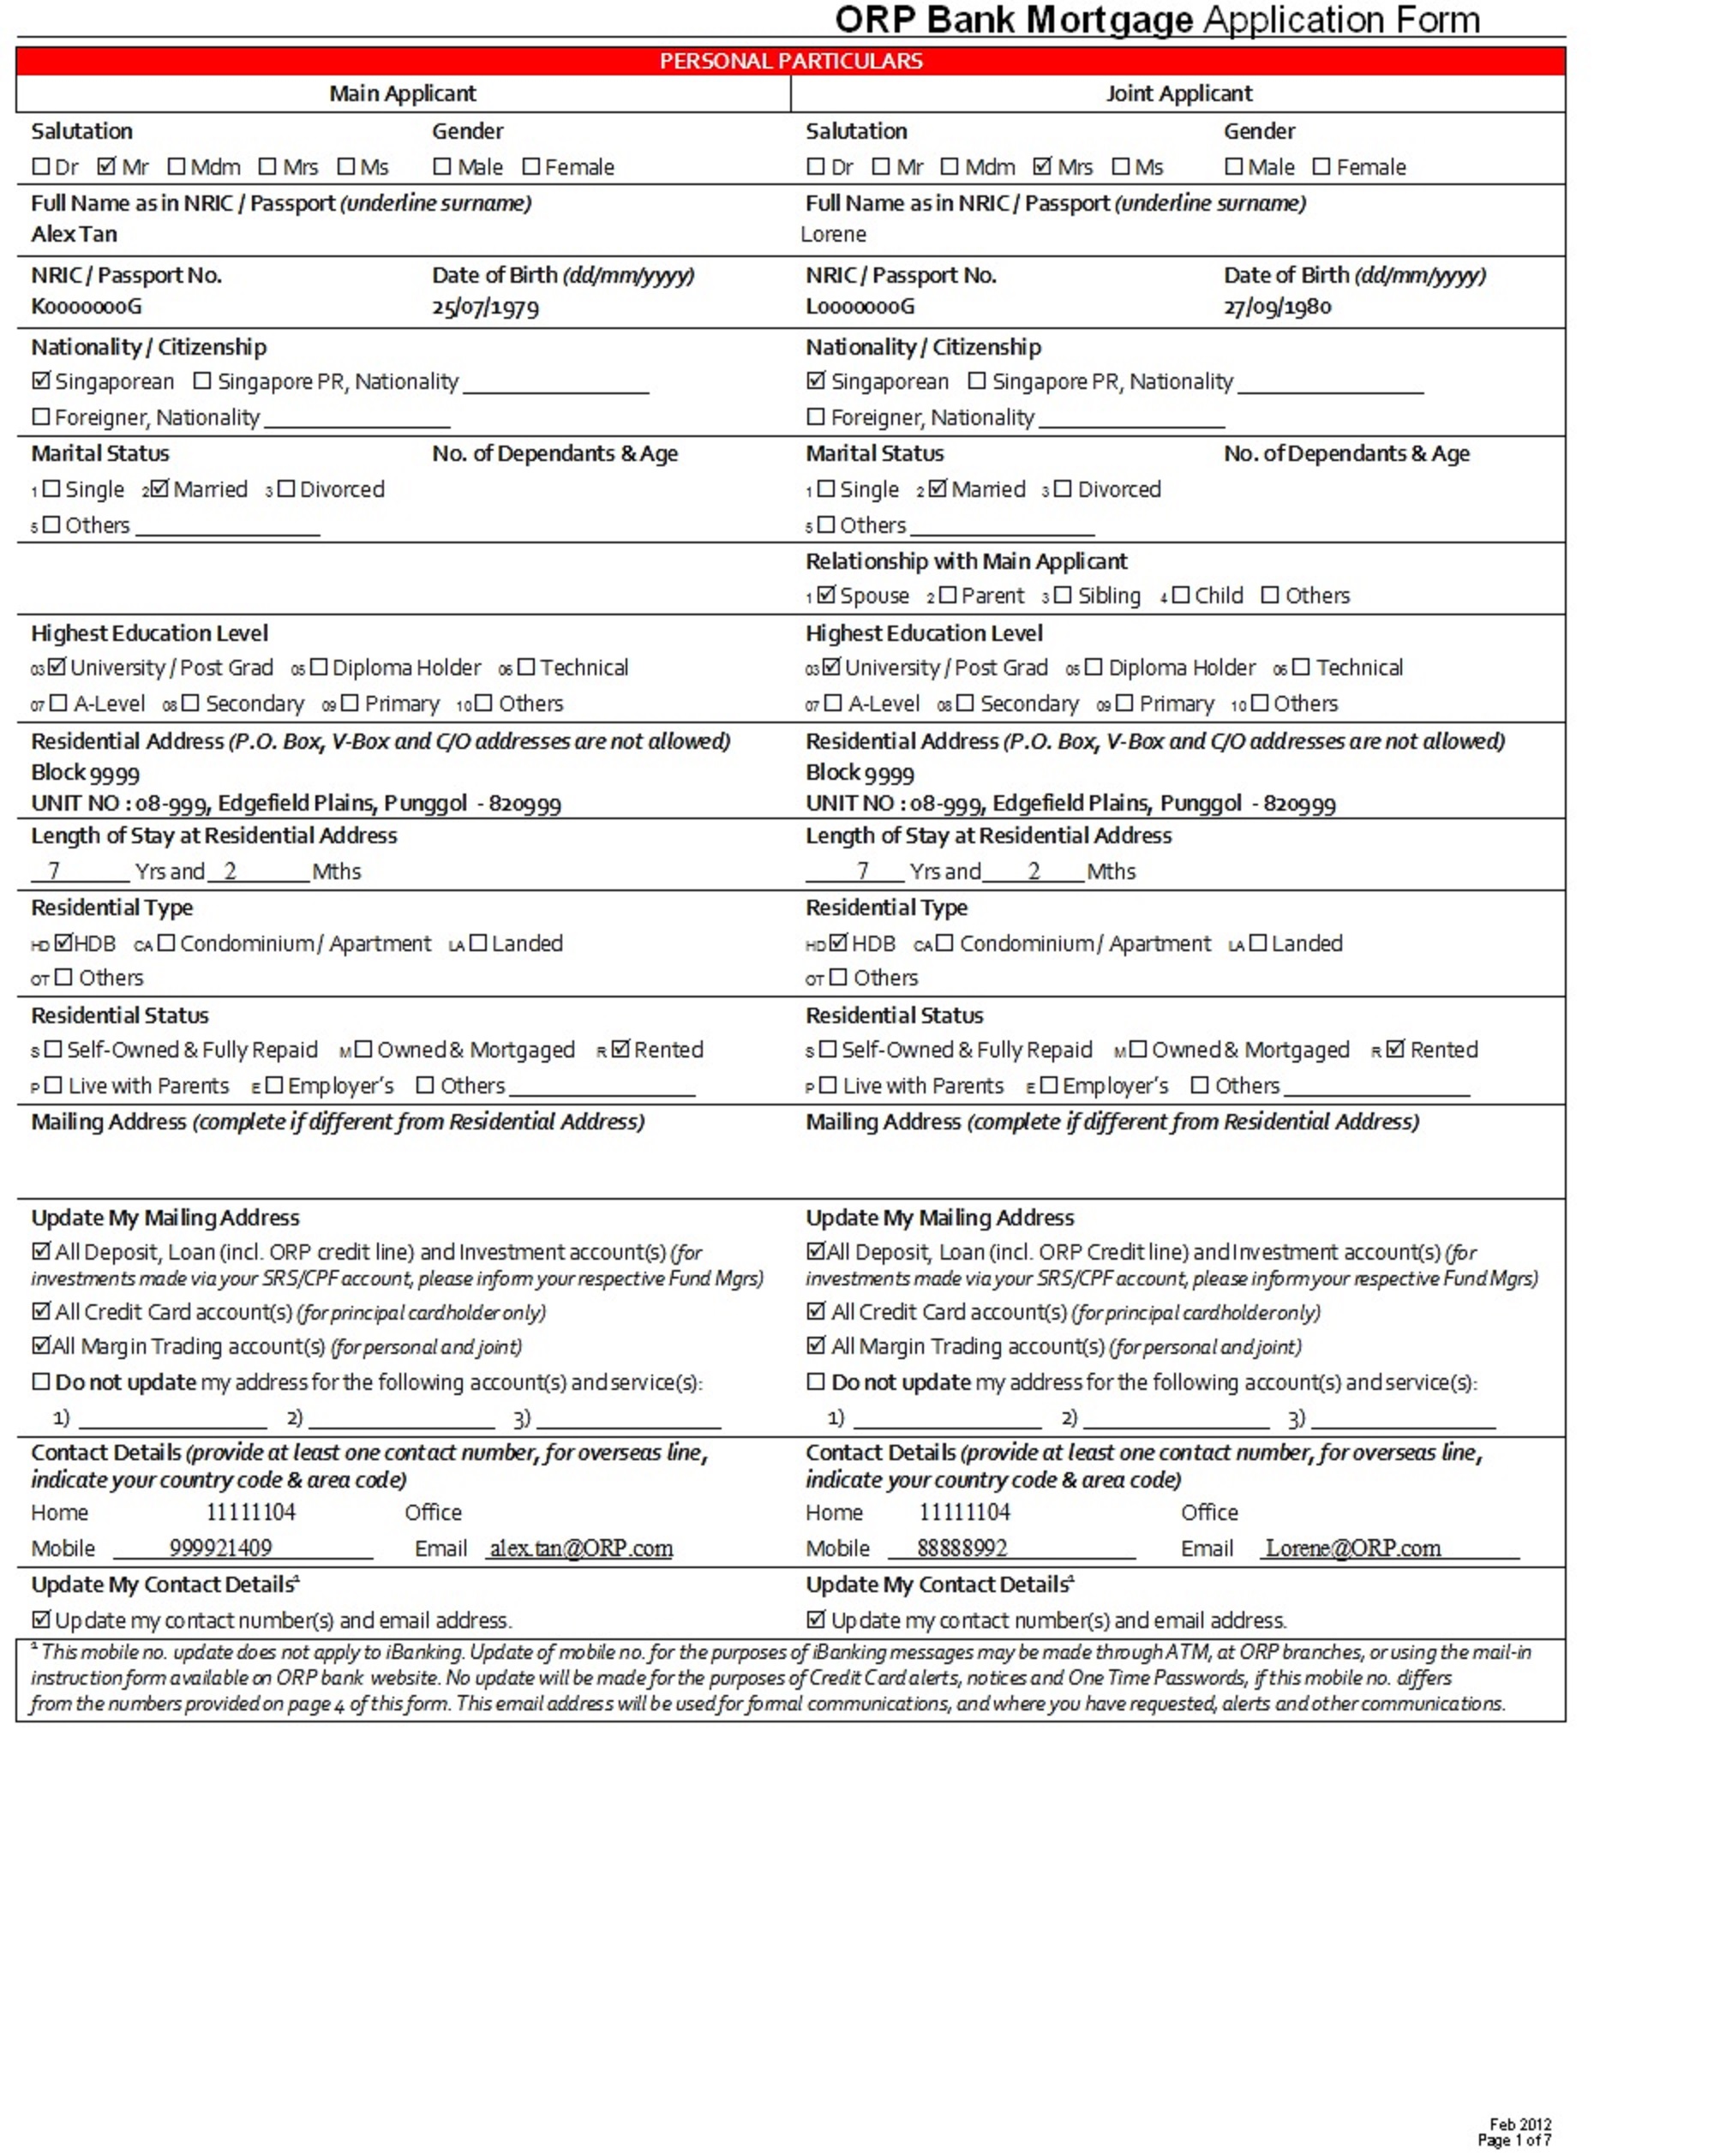 ORP Bank Mortgage Application Form
PERSONAL PARTICULARS
Main Applicant Joint Applicant
Salutation Gender Salutation Gender
☐ Dr ☑ Mr ☐ Mdm ☐ Mrs ☐ Ms ☐ Male ☐ Female ☐ Dr ☐ Mr ☐ Mdm ☑ Mrs ☐ Ms ☐ Male ☐ Female
Full Name as in NRIC / Passport (underline surname) Full Name as in NRIC / Passport (underline surname)
Alex Tan Lorene
NRIC / Passport No. Date of Birth (dd/mm/yyyy) NRIC / Passport No. Date of Birth (dd/mm/yyyy)
K0000000G 25/07/1979 L0000000G 27/09/1980
Nationality / Citizenship Nationality / Citizenship
☑ Singaporean ☐ Singapore PR, Nationality ☑ Singaporean ☐ Singapore PR, Nationality
☐ Foreigner, Nationality ☐ Foreigner, Nationality
Marital Status No. of Dependants & Age Marital Status No. of Dependants & Age
1 ☐ Single 2 ☑ Married 3 ☐ Divorced 1 ☐ Single 2 ☑ Married 3 ☐ Divorced
5 ☐ Others 5 ☐ Others
Relationship with Main Applicant
1 ☑ Spouse 2 ☐ Parent 3 ☐ Sibling 4 ☐ Child ☐ Others
Highest Education Level Highest Education Level
03 ☑ University / Post Grad 05 ☐ Diploma Holder 06 ☐ Technical 03 ☑ University / Post Grad 05 ☐ Diploma Holder 06 ☐ Technical
07 ☐ A-Level 08 ☐ Secondary 09 ☐ Primary 10 ☐ Others 07 ☐ A-Level 08 ☐ Secondary 09 ☐ Primary 10 ☐ Others
Residential Address (P.O. Box, V-Box and C/O addresses are not allowed) Residential Address (P.O. Box, V-Box and C/O addresses are not allowed)
Block 9999 Block 9999
UNIT NO : 08-999, Edgefield Plains, Punggol - 820999 UNIT NO : 08-999, Edgefield Plains, Punggol - 820999
Length of Stay at Residential Address Length of Stay at Residential Address
7 Yrs and 2 Mths 7 Yrs and 2 Mths
Residential Type Residential Type
HD ☑ HDB CA ☐ Condominium / Apartment LA ☐ Landed HD ☑ HDB CA ☐ Condominium / Apartment LA ☐ Landed
OT ☐ Others OT ☐ Others
Residential Status Residential Status
S ☐ Self-Owned & Fully Repaid M ☐ Owned & Mortgaged R ☑ Rented S ☐ Self-Owned & Fully Repaid M ☐ Owned & Mortgaged R ☑ Rented
P ☐ Live with Parents E ☐ Employer's ☐ Others P ☐ Live with Parents E ☐ Employer's ☐ Others
Mailing Address (complete if different from Residential Address) Mailing Address (complete if different from Residential Address)
Update My Mailing Address Update My Mailing Address
☑ All Deposit, Loan (incl. ORP credit line) and Investment account(s) (for ☑ All Deposit, Loan (incl. ORP Credit line) and Investment account(s) (for
investments made via your SRS/CPF account, please inform your respective Fund Mgrs) investments made via your SRS/CPF account, please inform your respective Fund Mgrs)
☑ All Credit Card account(s) (for principal cardholder only) ☑ All Credit Card account(s) (for principal cardholder only)
☑ All Margin Trading account(s) (for personal and joint) ☑ All Margin Trading account(s) (for personal and joint)
☐ Do not update my address for the following account(s) and service(s): ☐ Do not update my address for the following account(s) and service(s):
1) 2) 3) 1) 2) 3)
Contact Details (provide at least one contact number, for overseas line, Contact Details (provide at least one contact number, for overseas line,
indicate your country code & area code) indicate your country code & area code)
Home 11111104 Office Home 11111104 Office
Mobile 999921409 Email alex.tan@ORP.com Mobile 88888992 Email Lorene@ORP.com
Update My Contact Details¹ Update My Contact Details¹
☑ Update my contact number(s) and email address. ☑ Update my contact number(s) and email address.
¹ This mobile no. update does not apply to iBanking. Update of mobile no. for the purposes of iBanking messages may be made through ATM, at ORP branches, or using the mail-in
instruction form available on ORP bank website. No update will be made for the purposes of Credit Card alerts, notices and One Time Passwords, if this mobile no. differs
from the numbers provided on page 4 of this form. This email address will be used for formal communications, and where you have requested, alerts and other communications.
Feb 2012
Page 1 of 7